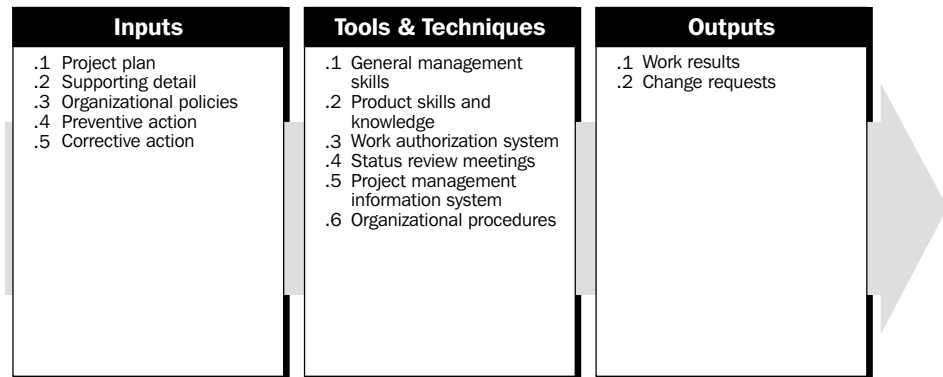 Inputs
.1 Project plan
.2 Supporting detail
.3 Organizational policies
.4 Preventive action
.5 Corrective action
Tools & Techniques
.1 General management
skills
.2 Product skills and
knowledge
.3 Work authorization system
.4 Status review meetings
.5 Project management
information system
.6 Organizational procedures
Outputs
.1 Work results
.2 Change requests